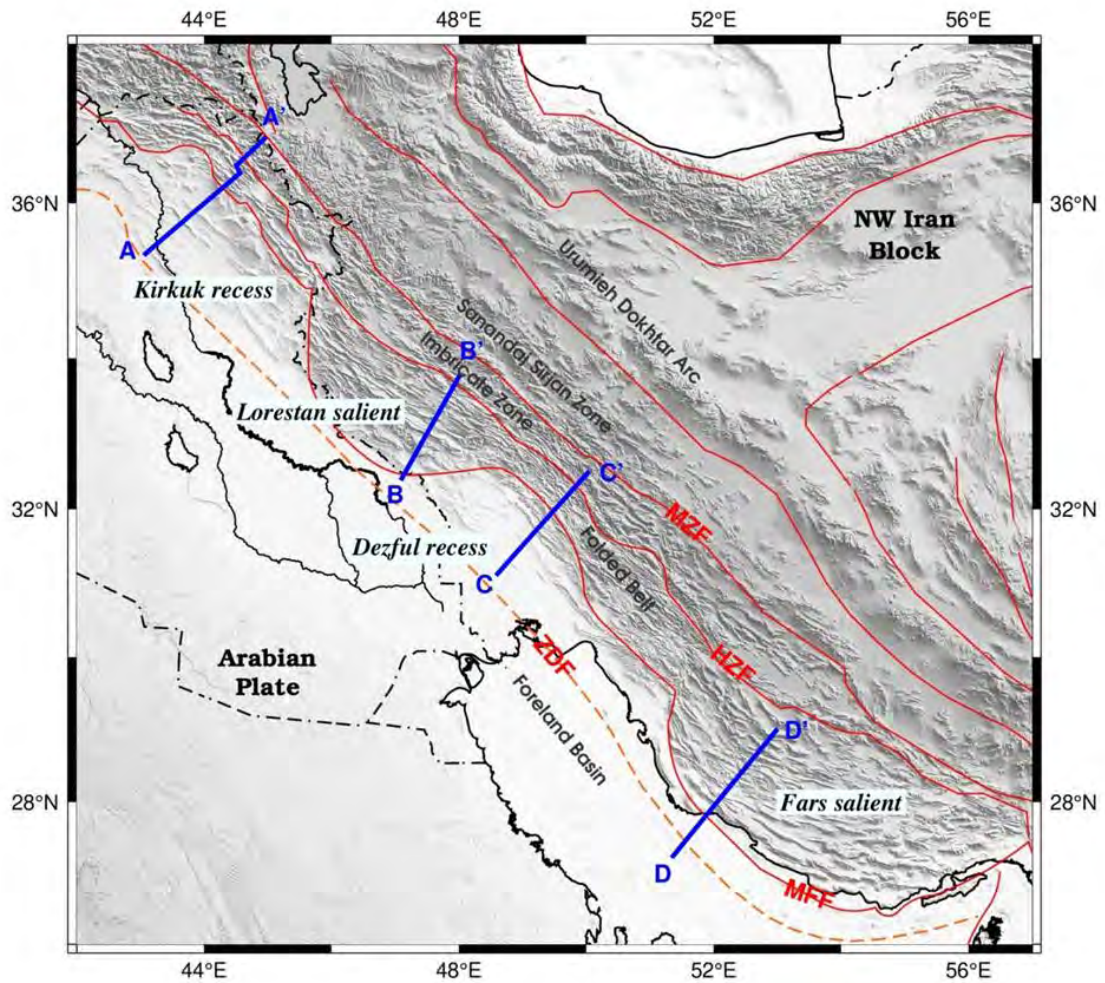 44°E
48°E
52°E
56°E
A'
36°N
36°N
NW Iran
Block
A
Urumieh Dokhtar Arc
Kirkuk recess
Sanandaj Sirjan Zone
Imbricate Zone
B'
Lorestan salient
C'
B
32°N
32°N
MZF
Dezful recess
Folded Belt
C
Arabian
Plate
ZDF
HZF
Foreland Basin
D'
28°N
28°N
Fars salient
D
MFF
44°E
48°E
52°E
56°E